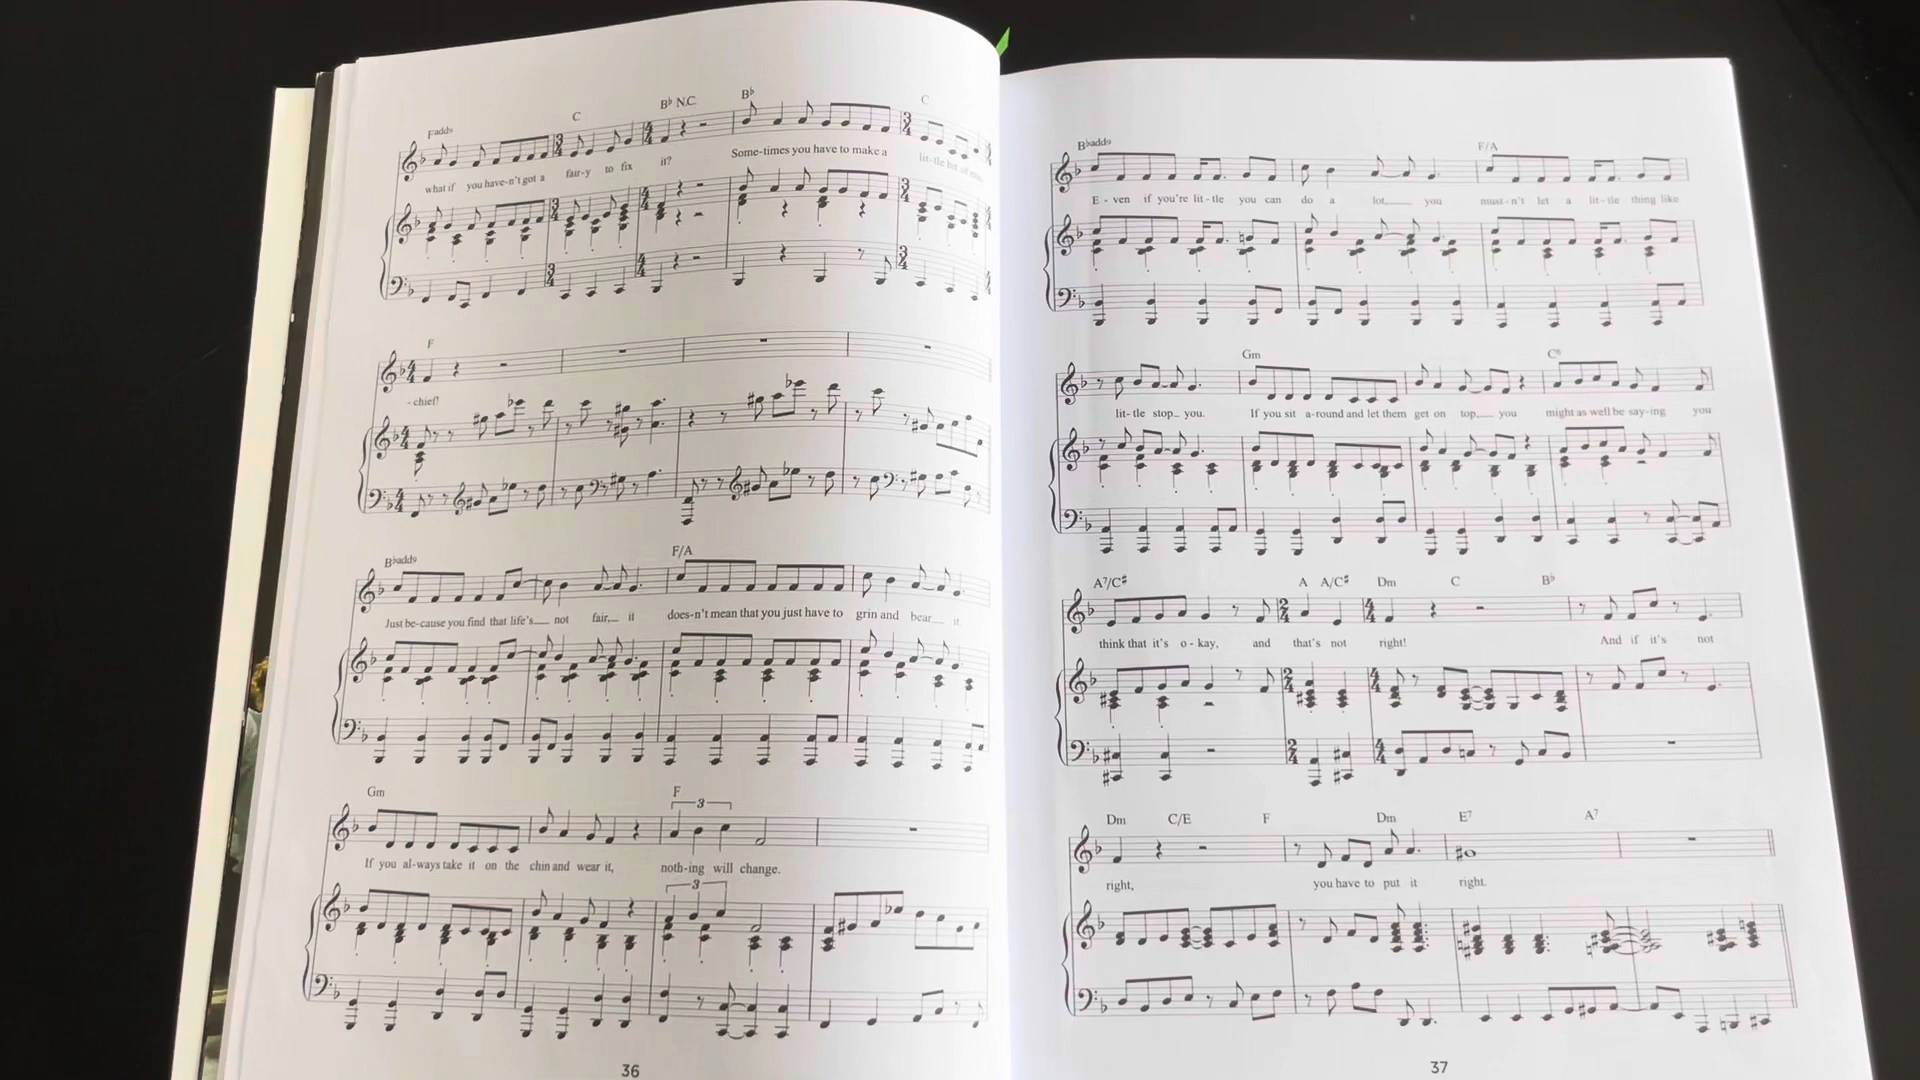 Fadd9 C B♭ N.C. B♭ C
what if you have-n't got a fair-y to fix it? Some-times you have to make a lit-tle bit of
F
- chief!
B♭add9 F/A
Just be-cause you find that life's not fair, it does-n't mean that you just have to grin and bear it.
Gm F
3
If you al-ways take it on the chin and wear it, noth-ing will change.
3
36
B♭add9 F/A
E - ven if you're lit-tle you can do a lot, you must-n't let a lit-tle thing like
Gm
lit-tle stop you. If you sit a-round and let them get on top, you might as well be say-ing you
A7/C♯ A A/C♯ Dm C B♭
think that it's o - kay, and that's not right! And if it's not
Dm C/E F Dm E7 A7
right, you have to put it right.
37